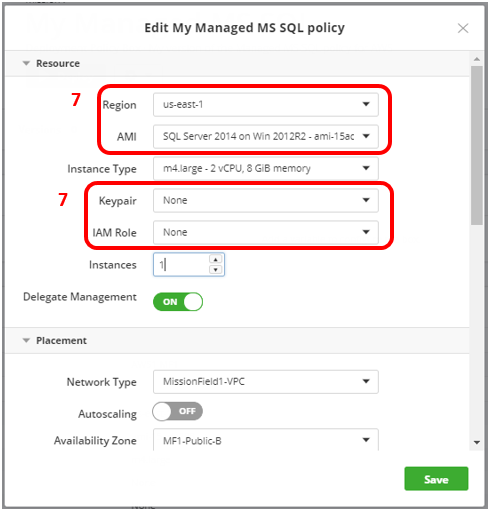 Edit My Managed MS SQL policy
Resource
7
Region us-east-1
AMI SQL Server 2014 on Win 2012R2 - ami-15ac
Instance Type m4.large - 2 vCPU, 8 GiB memory
7
Keypair None
IAM Role None
Instances 1
Delegate Management ON
Placement
Network Type MissionField1-VPC
Autoscaling OFF
Availability Zone MF1-Public-B
Save